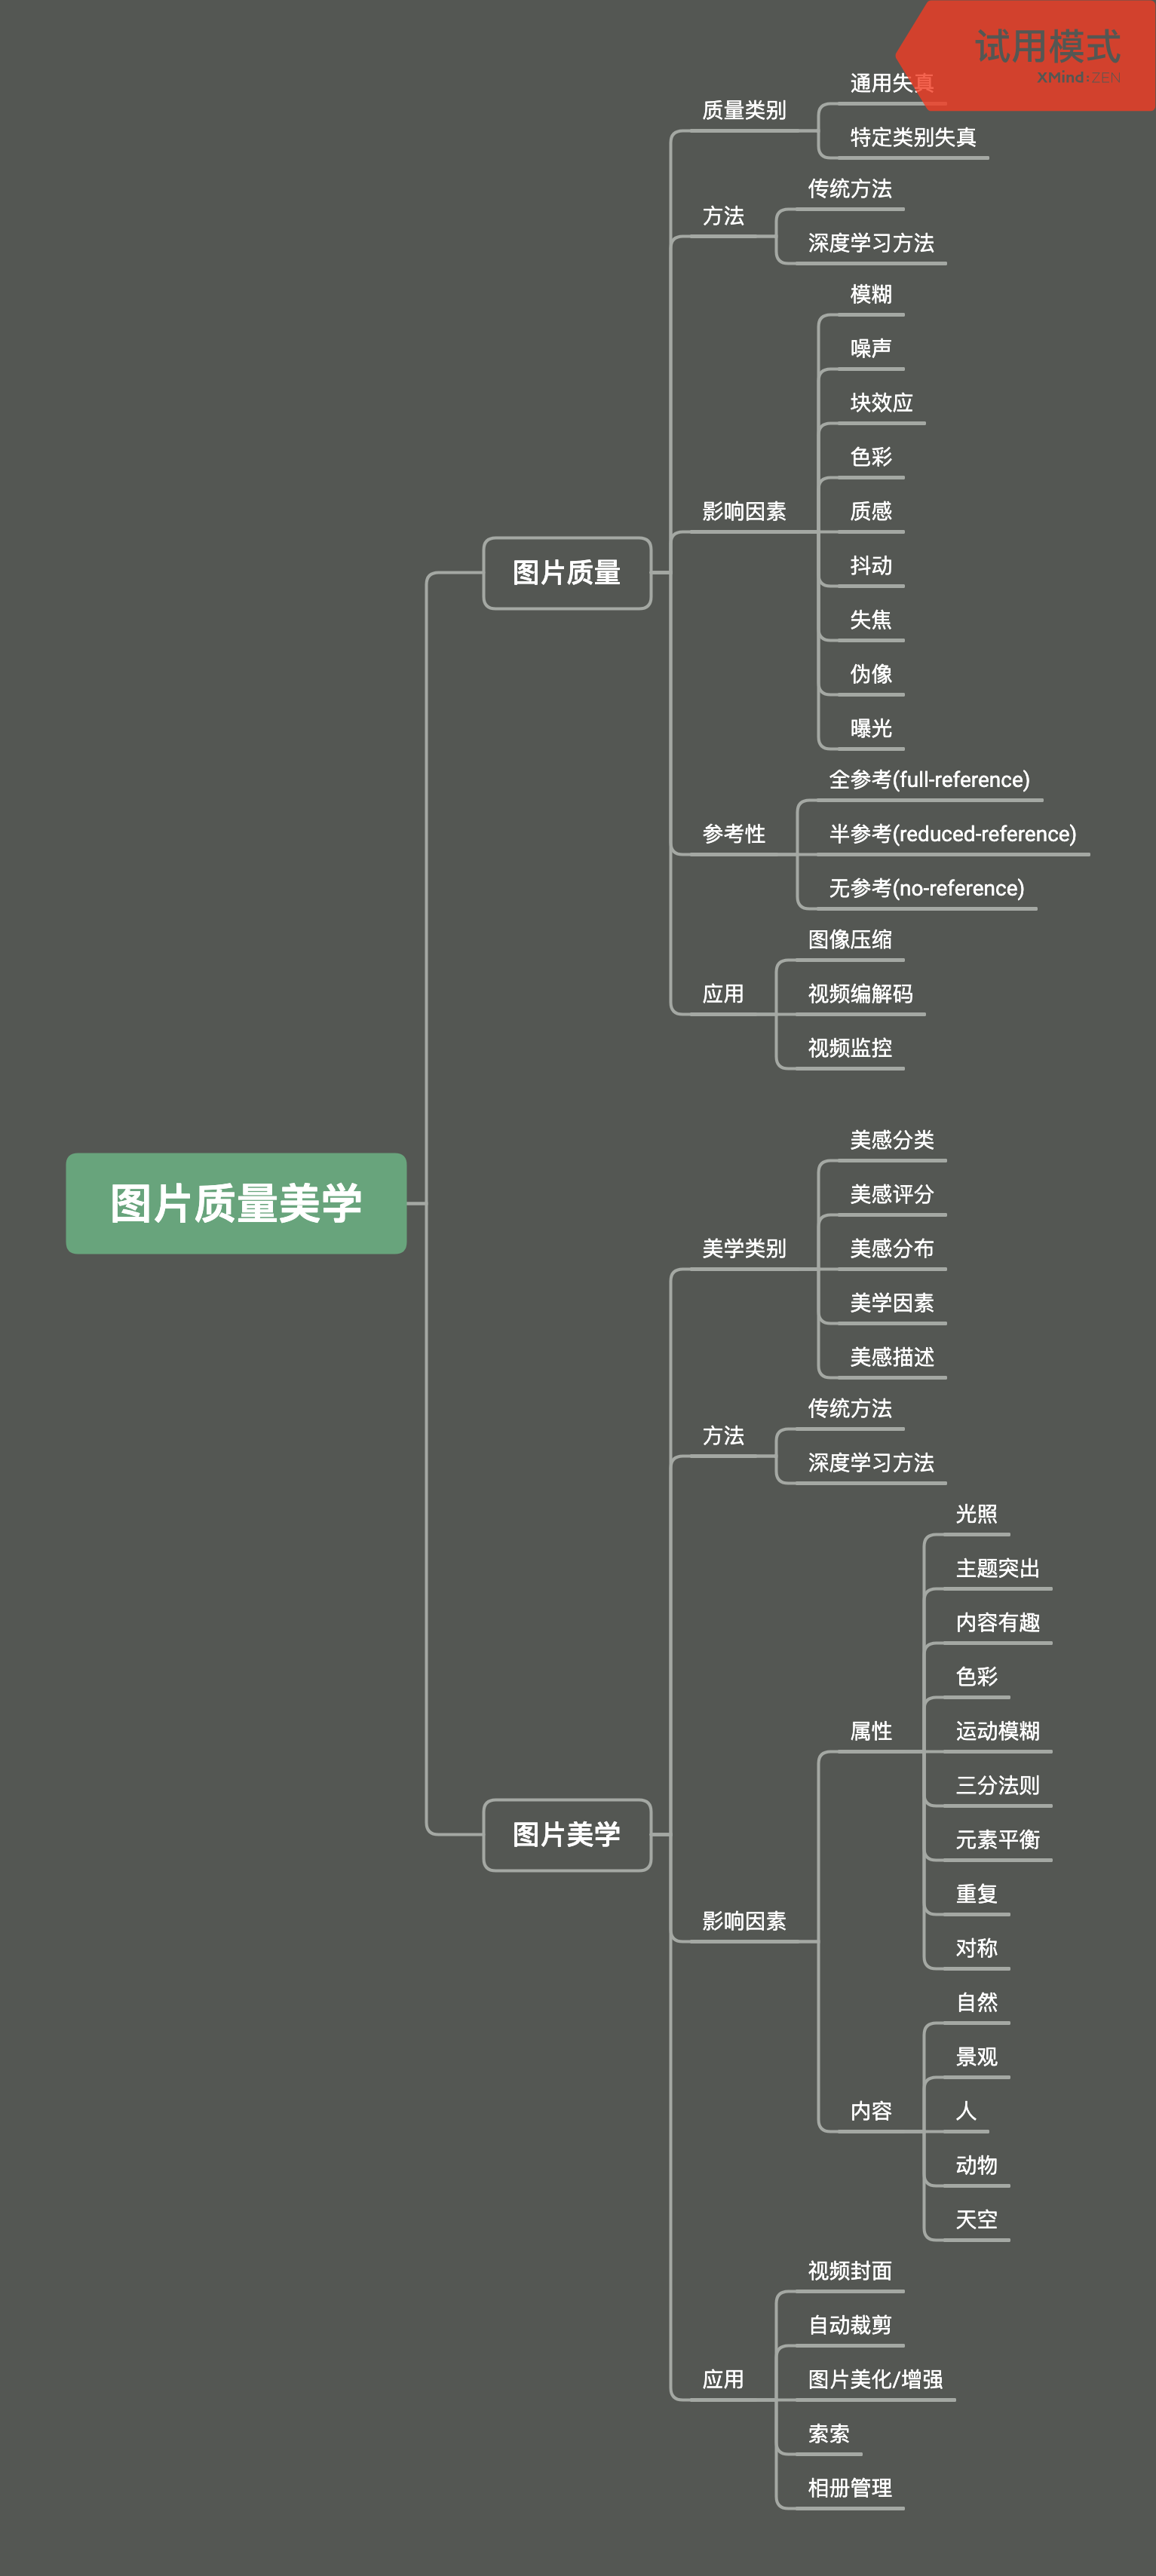 试用模式
XMind:ZEN
图片质量美学
图片质量
质量类别
通用失真
特定类别失真
方法
传统方法
深度学习方法
影响因素
模糊
噪声
块效应
色彩
质感
抖动
失焦
伪像
曝光
参考性
全参考(full-reference)
半参考(reduced-reference)
无参考(no-reference)
应用
图像压缩
视频编解码
视频监控
图片美学
美学类别
美感分类
美感评分
美感分布
美学因素
美感描述
方法
传统方法
深度学习方法
影响因素
属性
光照
主题突出
内容有趣
色彩
运动模糊
三分法则
元素平衡
重复
对称
内容
自然
景观
人
动物
天空
应用
视频封面
自动裁剪
图片美化/增强
索索
相册管理